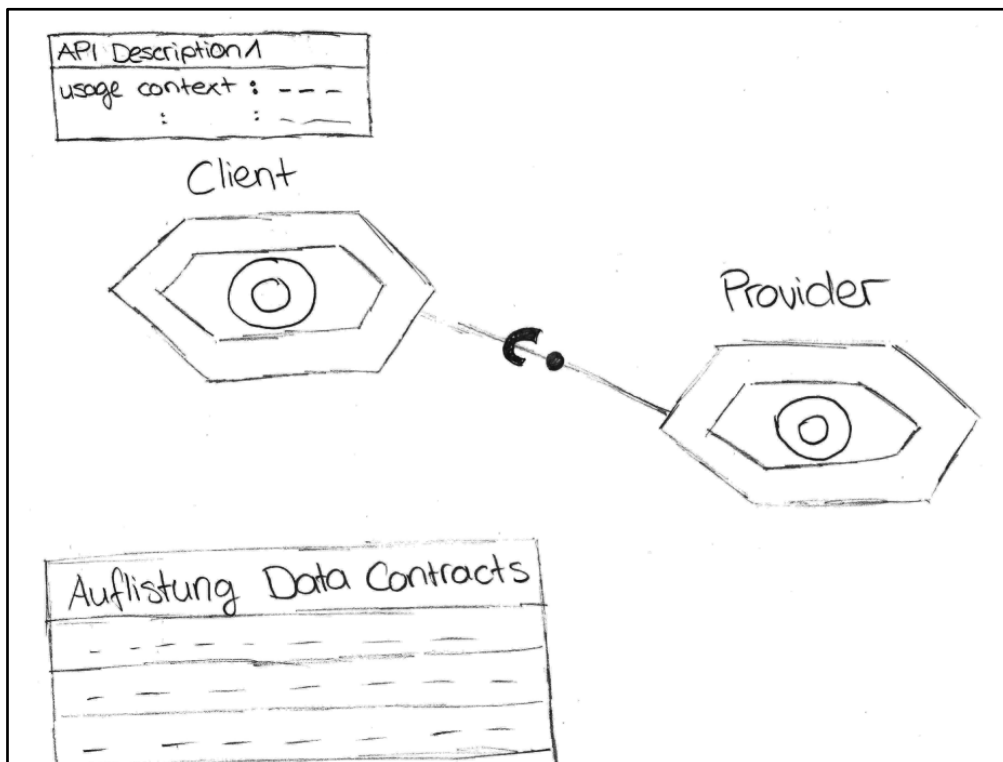 API Description 1
usage context : ---
: :
Client
Provider
Auflistung Data Contracts